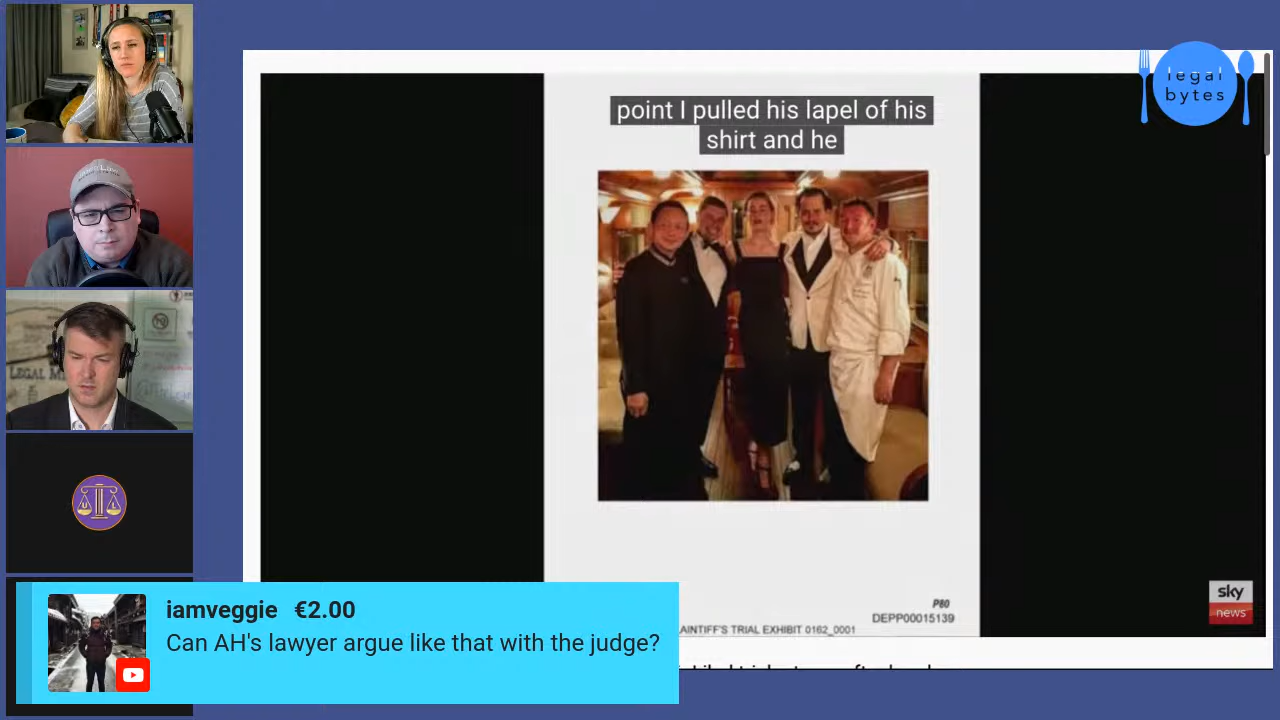 legal
bytes
point I pulled his lapel of his
shirt and he
P80
DEPP00015139
AINTIFF'S TRIAL EXHIBIT 0162_0001
sky
news
iamveggie €2.00
Can AH's lawyer argue like that with the judge?